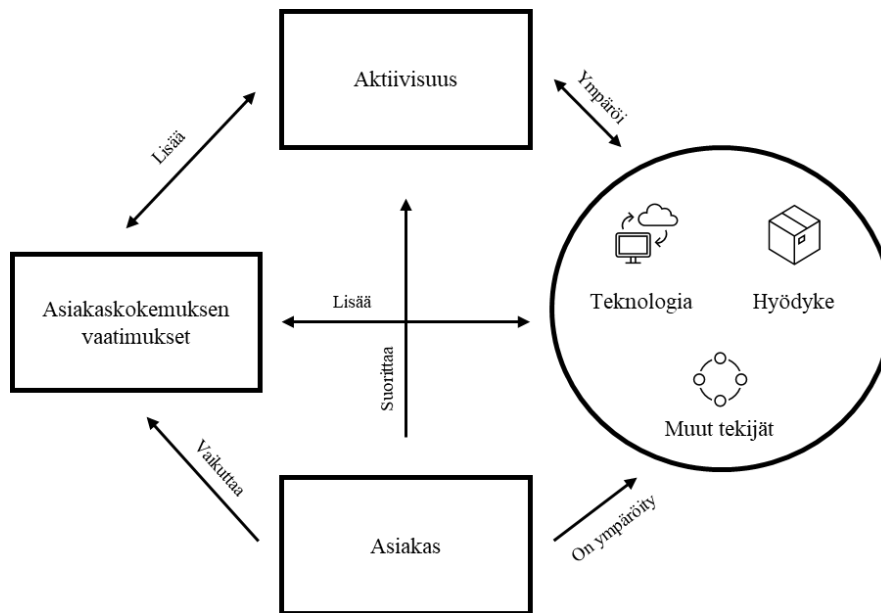 Aktiivisuus
Ympäröi
Lisää
Teknologia
Hyödyke
Asiakaskokemuksen
vaatimukset
Lisää
Suorittaa
Muut tekijät
Vaikuttaa
Asiakas
On ympäröity